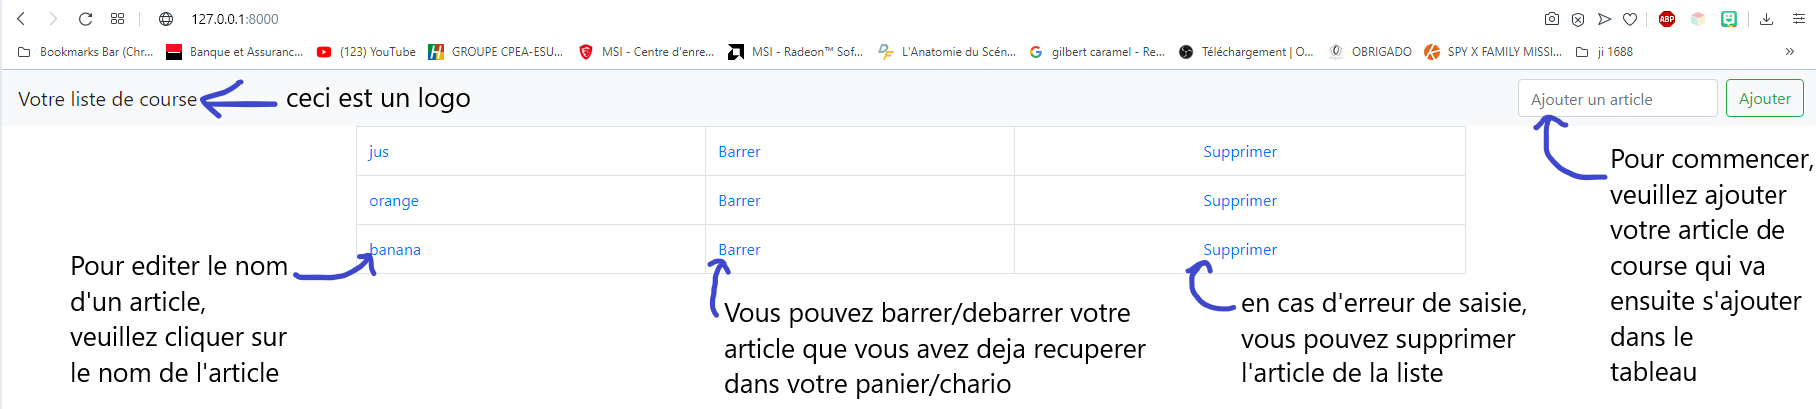 127.0.0.1:8000
Bookmarks Bar (Chr... Banque et Assuranc... (123) YouTube GROUPE CPEA-ESU... MSI - Centre d'enre... MSI - Radeon™ Sof... L'Anatomie du Scén... gilbert caramel - Re... Téléchargement | O... OBRIGADO SPY X FAMILY MISSI... ji 1688 »
Votre liste de course
ceci est un logo
Ajouter un article
Ajouter
jus Barrer Supprimer
orange Barrer Supprimer
banana Barrer Supprimer
Pour editer le nom
d'un article,
veuillez cliquer sur
le nom de l'article
Vous pouvez barrer/debarrer votre
article que vous avez deja recuperer
dans votre panier/chario
en cas d'erreur de saisie,
vous pouvez supprimer
l'article de la liste
Pour commencer,
veuillez ajouter
votre article de
course qui va
ensuite s'ajouter
dans le
tableau
ABP